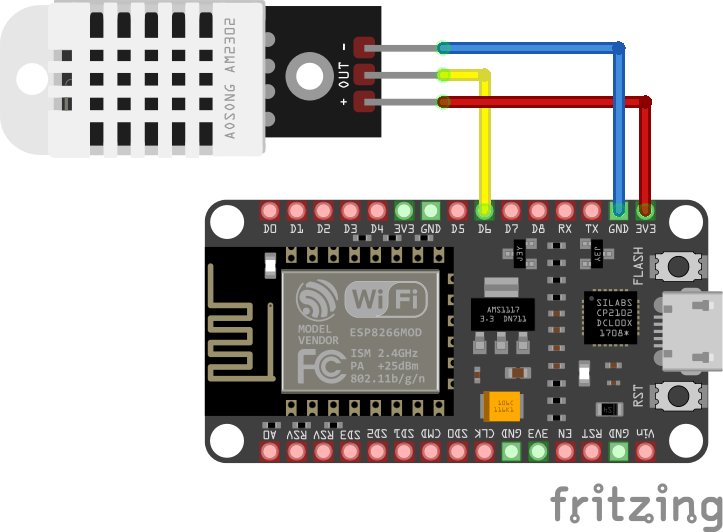 AOSONG AM2302
-
OUT
+
D0 D1 D2 D3 D4 3V3 GND D5 D6 D7 D8 RX TX GND 3V3
J3Y J3Y
FLASH
WiFi
MODEL
VENDOR
ESP8266MOD
FC
ISM 2.4GHz
PA +25dBm
802.11b/g/n
AMS1117
3.3 DN711
SILABS
CP2102
DCL00X
1708*
RST
A0 RSV RSV SD3 SD2 SD1 CMD SD0 CLK GND 3V3 EN RST GND Vin
fritzing